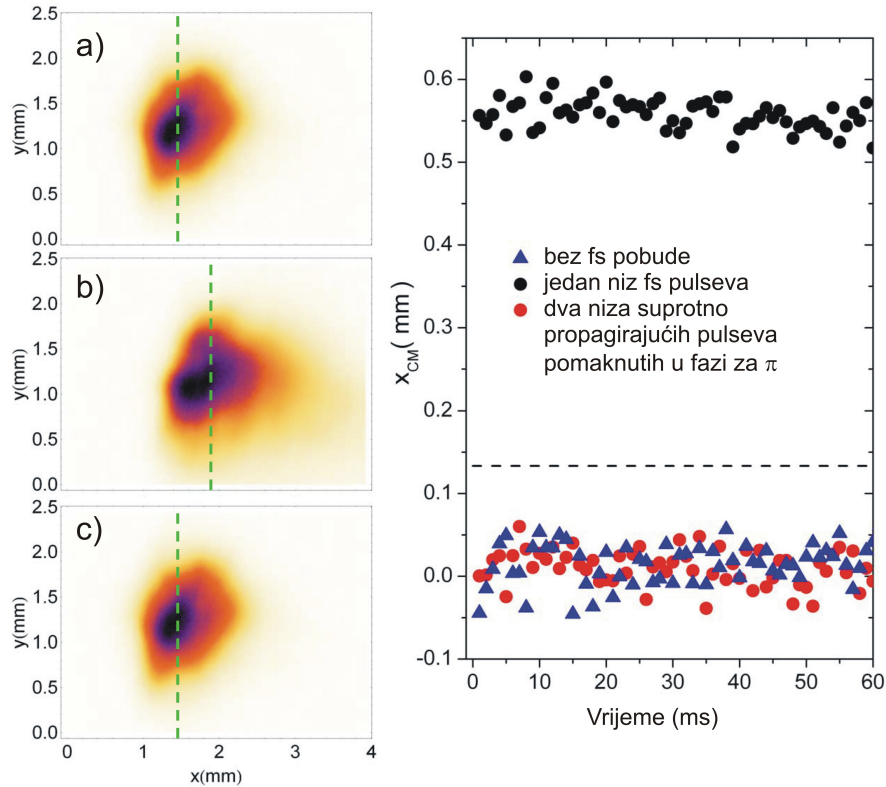 a)
y(mm)
2.5
2.0
1.5
1.0
0.5
0.0
b)
y(mm)
2.5
2.0
1.5
1.0
0.5
0.0
c)
y(mm)
2.5
2.0
1.5
1.0
0.5
0.0
0 1 2 3 4
x(mm)
x_CM( mm )
0.6
0.5
0.4
0.3
0.2
0.1
0.0
-0.1
bez fs pobude
jedan niz fs pulseva
dva niza suprotno
propagirajućih pulseva
pomaknutih u fazi za π
0 10 20 30 40 50 60
Vrijeme (ms)